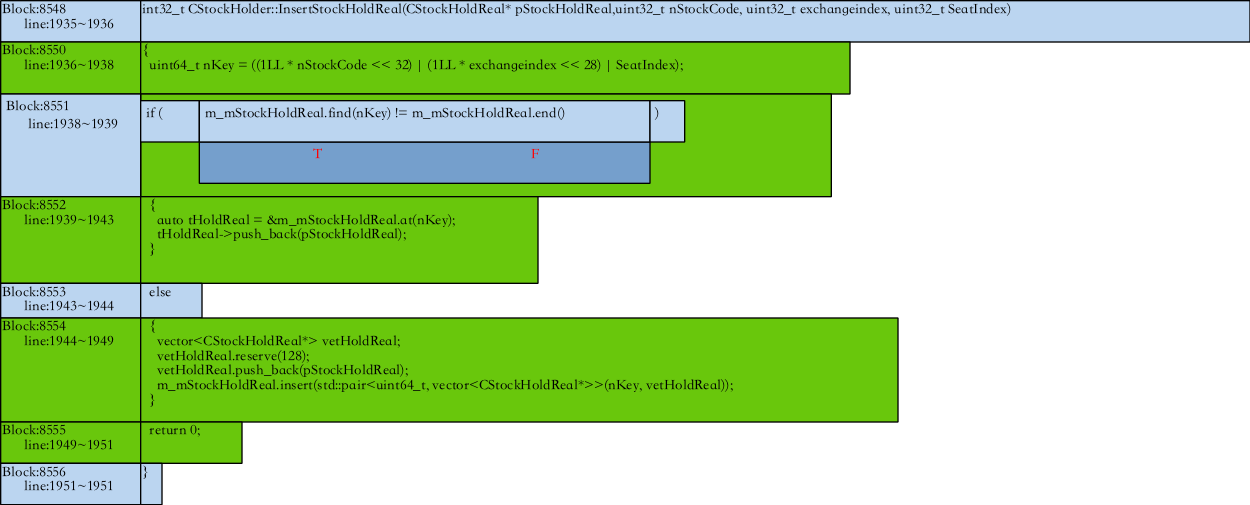 Block:8548
line:1935~1936
int32_t CStockHolder::InsertStockHoldReal(CStockHoldReal* pStockHoldReal,uint32_t nStockCode, uint32_t exchangeindex, uint32_t SeatIndex)
Block:8550
line:1936~1938
{
uint64_t nKey = ((1LL * nStockCode << 32) | (1LL * exchangeindex << 28) | SeatIndex);
Block:8551
line:1938~1939
if ( m_mStockHoldReal.find(nKey) != m_mStockHoldReal.end() )
T F
Block:8552
line:1939~1943
{
auto tHoldReal = &m_mStockHoldReal.at(nKey);
tHoldReal->push_back(pStockHoldReal);
}
Block:8553
line:1943~1944
else
Block:8554
line:1944~1949
{
vector<CStockHoldReal*> vetHoldReal;
vetHoldReal.reserve(128);
vetHoldReal.push_back(pStockHoldReal);
m_mStockHoldReal.insert(std::pair<uint64_t, vector<CStockHoldReal*>>(nKey, vetHoldReal));
}
Block:8555
line:1949~1951
return 0;
Block:8556
line:1951~1951
}